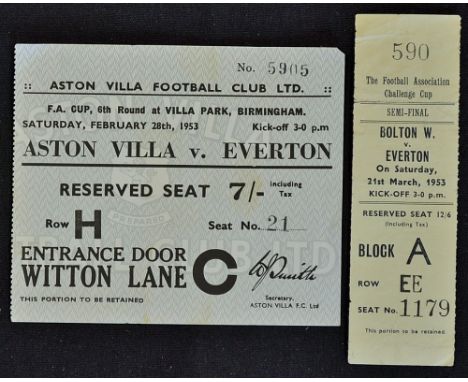 No. 5905
:: ASTON VILLA FOOTBALL CLUB LTD. ::
F.A. CUP, 6th Round at VILLA PARK, BIRMINGHAM.
SATURDAY, FEBRUARY 28th, 1953 Kick-off 3-0 p.m
ASTON VILLA v. EVERTON
RESERVED SEAT 7/- including Tax
Row H Seat No. 21
PREPARED
ENTRANCE DOOR
WITTON LANE C
Secretary.
ASTON VILLA F.C. Ltd
THIS PORTION TO BE RETAINED
590
The Football Association
Challenge Cup
SEMI-FINAL
BOLTON W.
v.
EVERTON
On Saturday,
21st March, 1953
KICK-OFF 3-0 p.m.
RESERVED SEAT 12/6
(including Tax)
BLOCK A
ROW EE
SEAT No. 1179
This portion to be retained